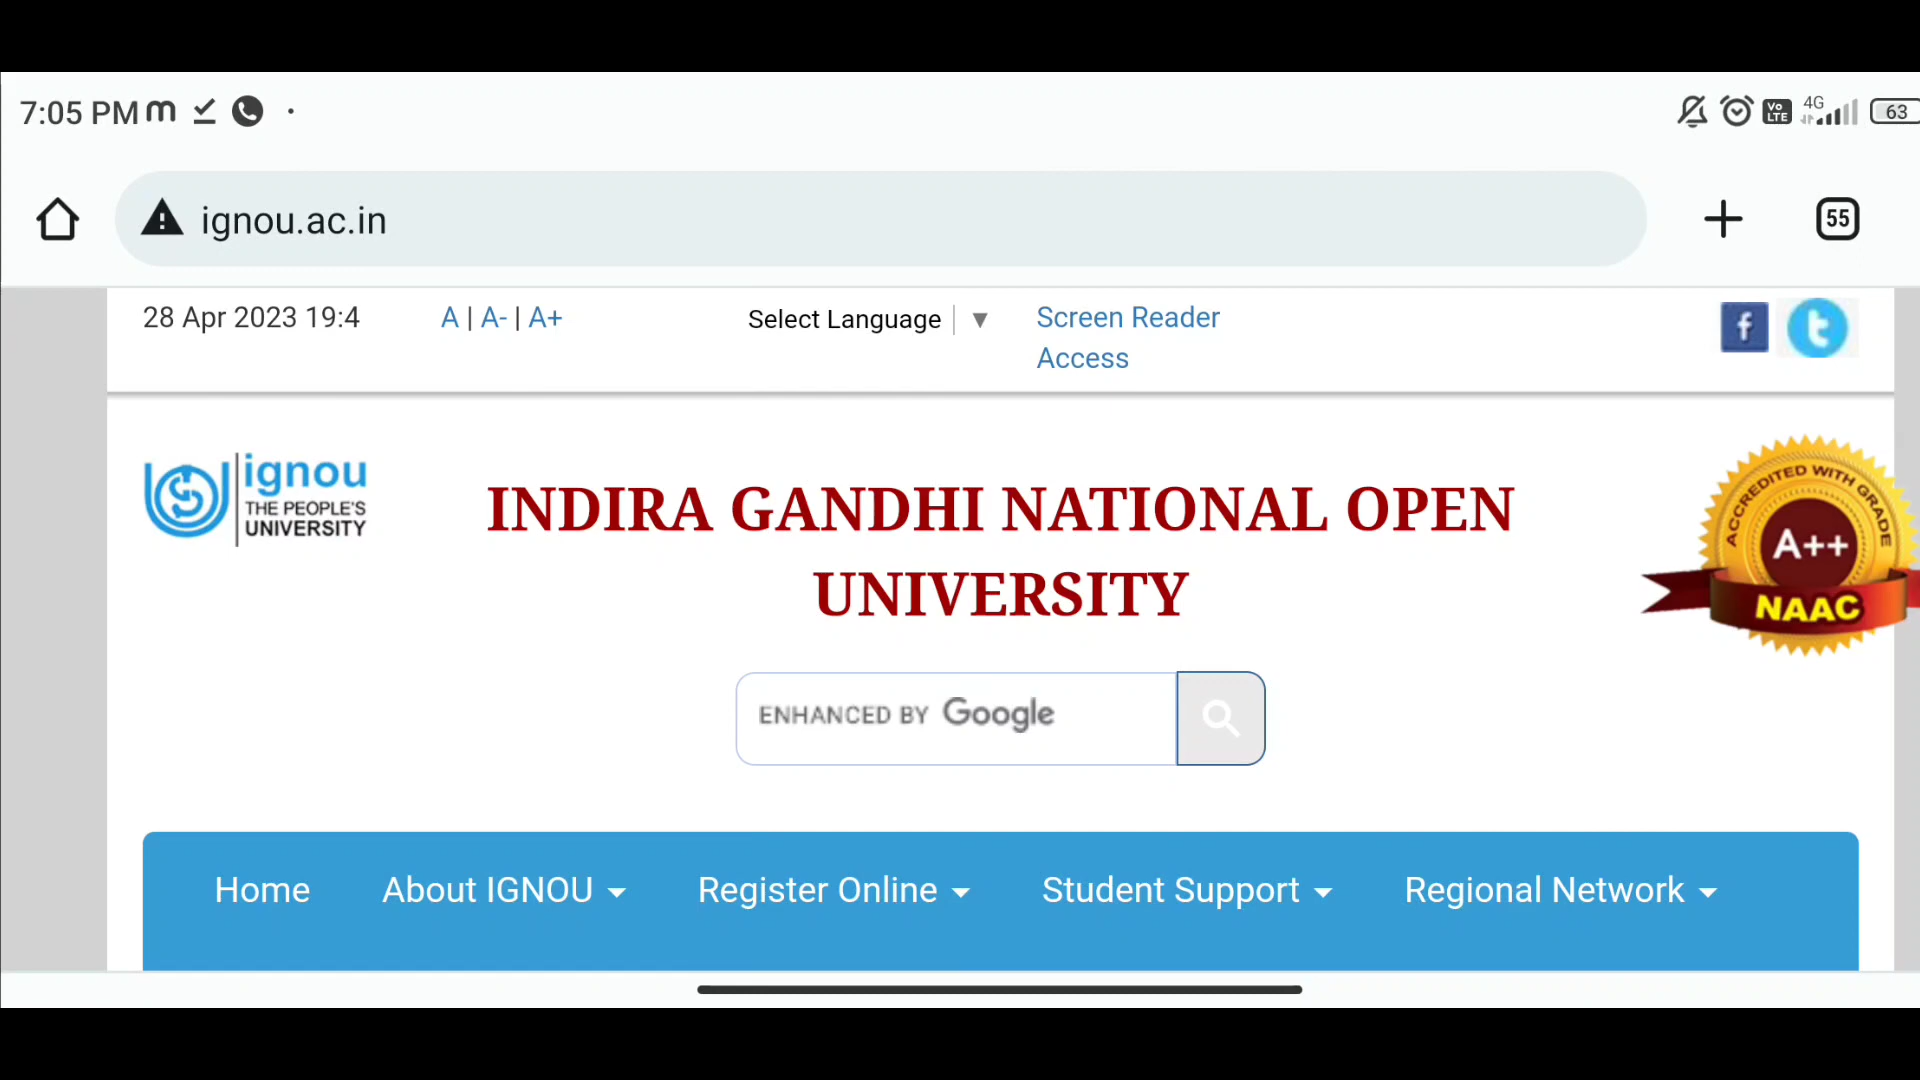 7:05 PM
Vo LTE
4G
63
ignou.ac.in
55
28 Apr 2023 19:4
A | A- | A+
Select Language
Screen Reader
Access
f
t
ignou
THE PEOPLE'S
UNIVERSITY
INDIRA GANDHI NATIONAL OPEN
UNIVERSITY
ACCREDITED WITH GRADE
A++
NAAC
ENHANCED BY Google
Home
About IGNOU
Register Online
Student Support
Regional Network